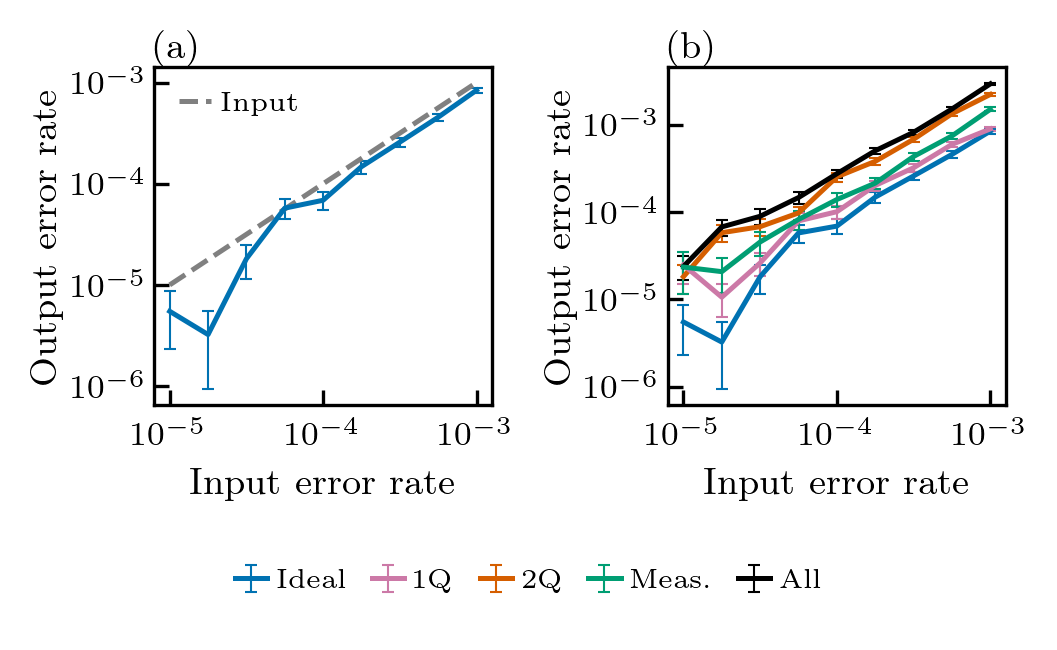 (a)
10⁻³
10⁻⁴
10⁻⁵
10⁻⁶
Output error rate
Input
10⁻⁵ 10⁻⁴ 10⁻³
Input error rate
(b)
10⁻³
10⁻⁴
10⁻⁵
10⁻⁶
Output error rate
10⁻⁵ 10⁻⁴ 10⁻³
Input error rate
Ideal 1Q 2Q Meas. All